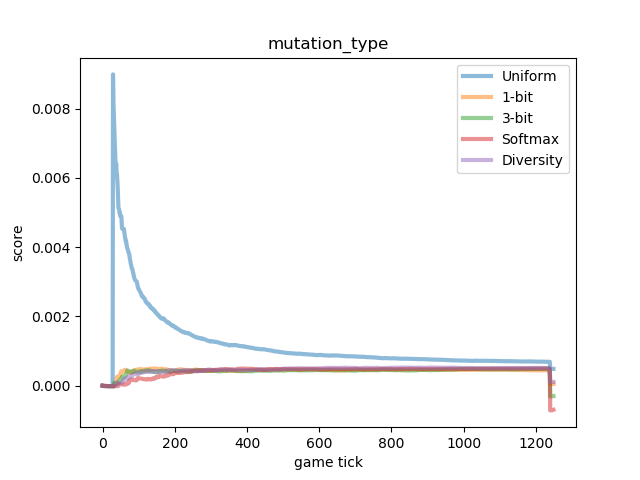 mutation_type
Uniform
1-bit
3-bit
Softmax
Diversity
score
0.008
0.006
0.004
0.002
0.000
0 200 400 600 800 1000 1200
game tick